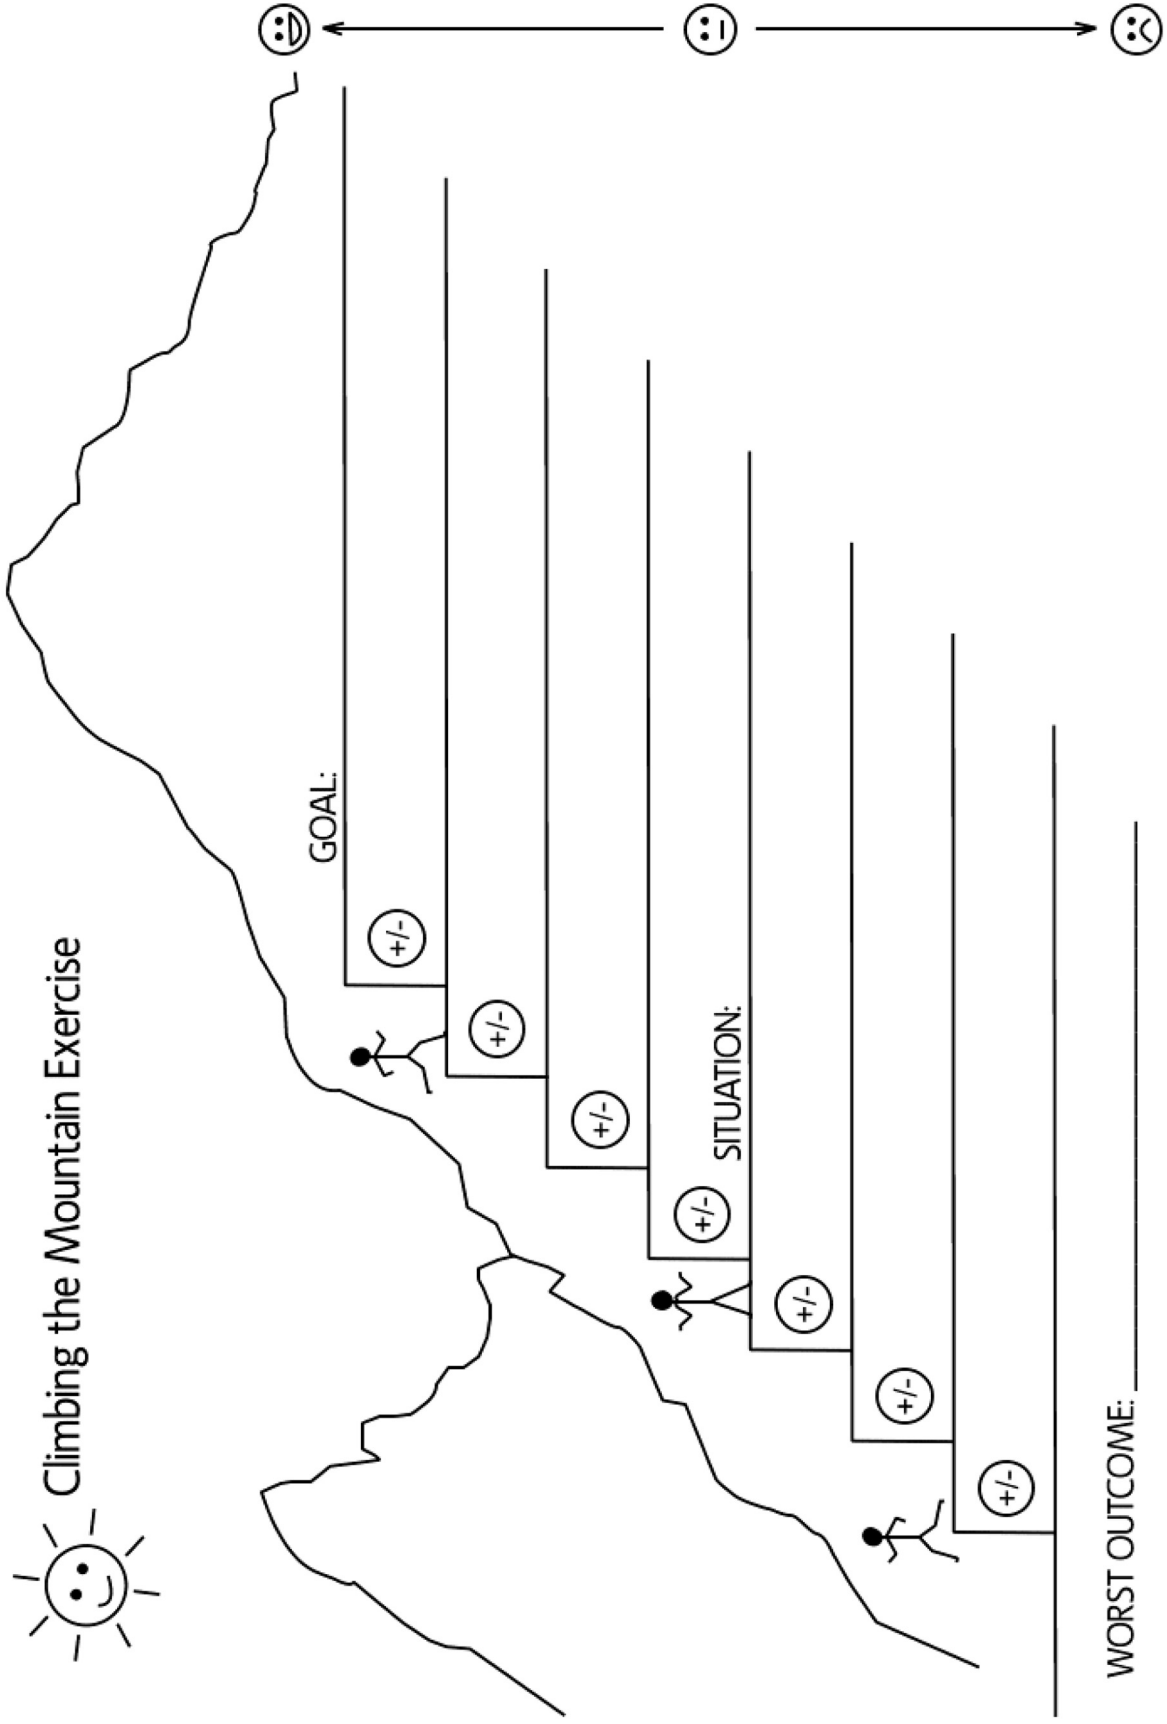 Climbing the Mountain Exercise
GOAL:
+/-
+/-
+/-
SITUATION:
+/-
+/-
+/-
+/-
WORST OUTCOME: